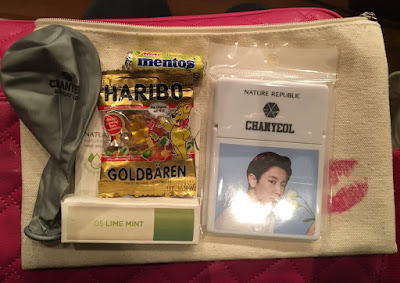 CHANYEOL
mentos
HARIBO
GOLDBÄREN
NATURE REPUBLIC
CHANYEOL
05 LIME MINT